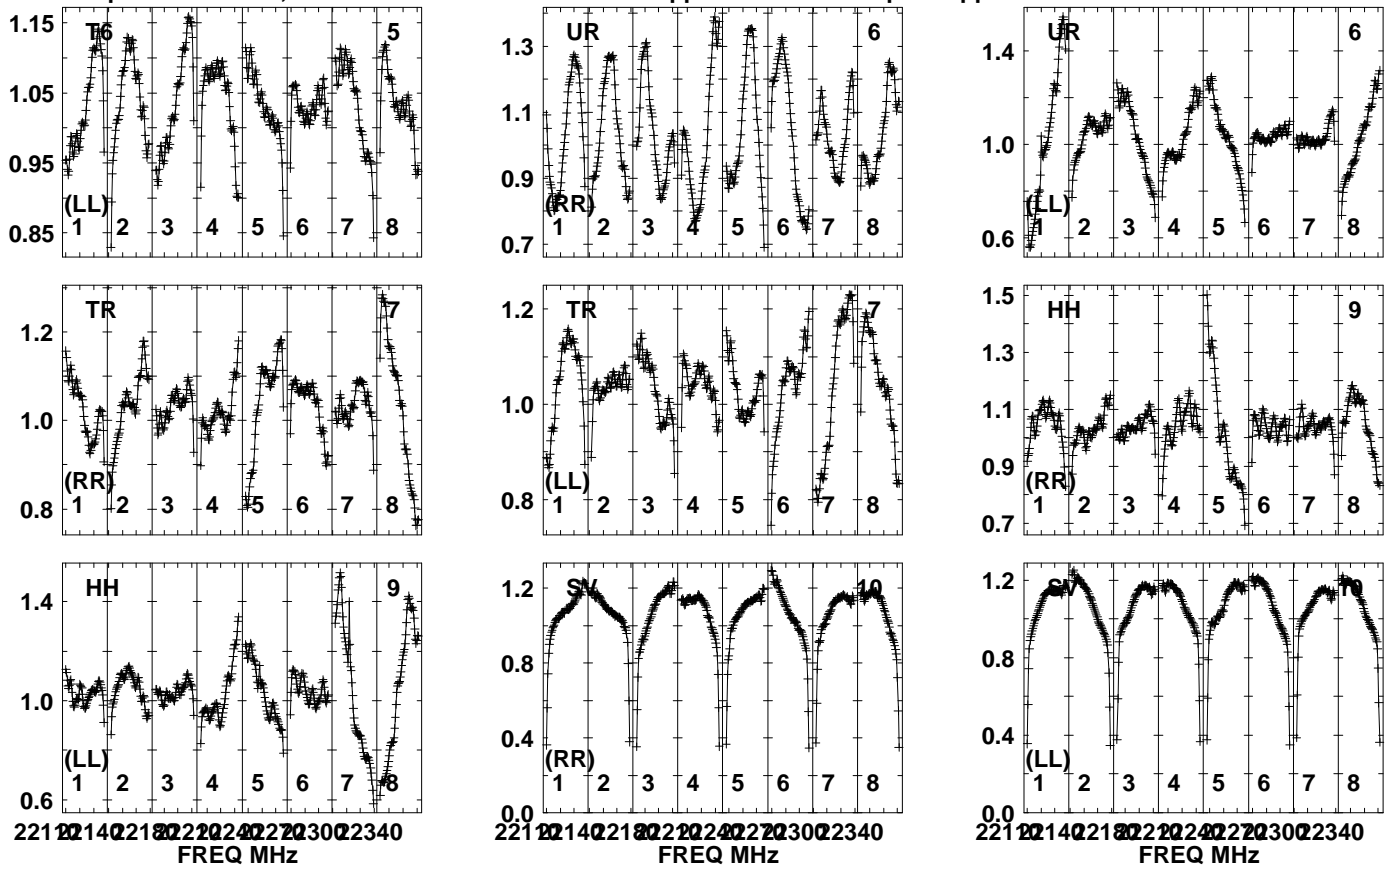 1.15 T6 5
1.05
0.95
(LL)
0.85 1 2 3 4 5 6 7 8
UR 6
1.3
1.1
0.9
(RR)
0.7 1 2 3 4 5 6 7 8
UR 6
1.4
1.0
(LL)
0.6 1 2 3 4 5 6 7 8
TR 7
1.2
1.0
(RR)
0.8 1 2 3 4 5 6 7 8
TR 7
1.2
1.0
0.8 (LL)
1 2 3 4 5 6 7 8
1.5
HH 9
1.3
1.1
0.9
(RR)
0.7 1 2 3 4 5 6 7 8
HH 9
1.4
1.0
(LL)
0.6 1 2 3 4 5 6 7 8
SV 10
1.2
0.8
0.4
(RR)
0.0 1 2 3 4 5 6 7 8
SV 10
1.2
0.8
0.4
(LL)
0.0 1 2 3 4 5 6 7 8
22340
FREQ MHz
22340
22340
FREQ MHz